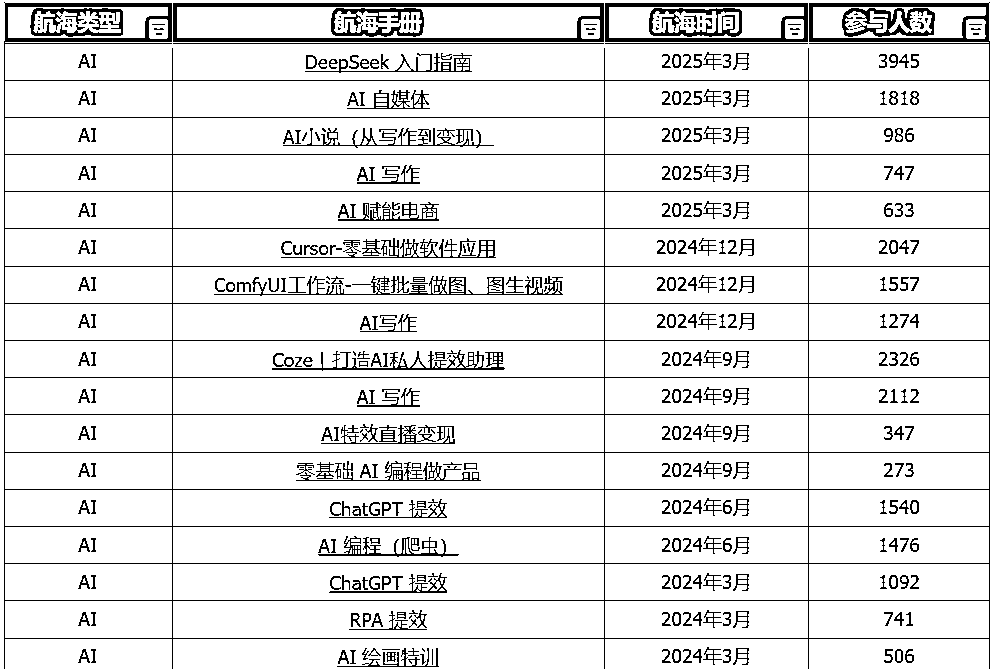 航海类型 航海手册 航海时间 参与人数
AI DeepSeek 入门指南 2025年3月 3945
AI AI 自媒体 2025年3月 1818
AI AI小说（从写作到变现） 2025年3月 986
AI AI 写作 2025年3月 747
AI AI 赋能电商 2025年3月 633
AI Cursor-零基础做软件应用 2024年12月 2047
AI ComfyUI工作流-一键批量做图、图生视频 2024年12月 1557
AI AI写作 2024年12月 1274
AI Coze丨打造AI私人提效助理 2024年9月 2326
AI AI 写作 2024年9月 2112
AI AI特效直播变现 2024年9月 347
AI 零基础 AI 编程做产品 2024年9月 273
AI ChatGPT 提效 2024年6月 1540
AI AI 编程（爬虫） 2024年6月 1476
AI ChatGPT 提效 2024年3月 1092
AI RPA 提效 2024年3月 741
AI AI 绘画特训 2024年3月 506